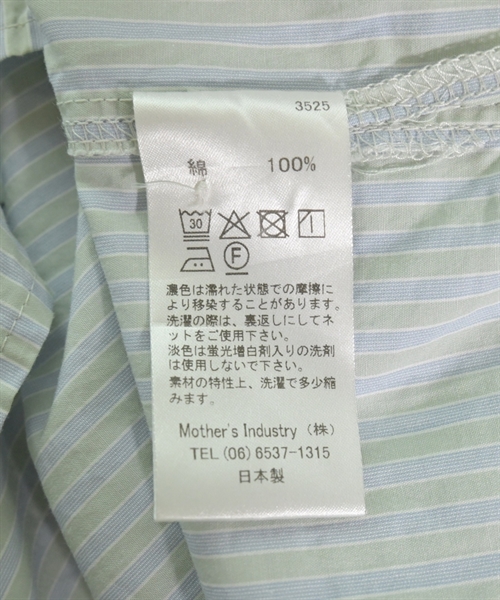 3525
綿 100%
30
F
濃色は濡れた状態での摩擦に
より移染することがあります。
洗濯の際は、裏返しにしてネ
ットをご使用下さい。
淡色は蛍光増白剤入りの洗剤
は使用しないで下さい。
素材の特性上、洗濯で多少縮
みます。
Mother's Industry (株)
TEL (06) 6537-1315
日本製